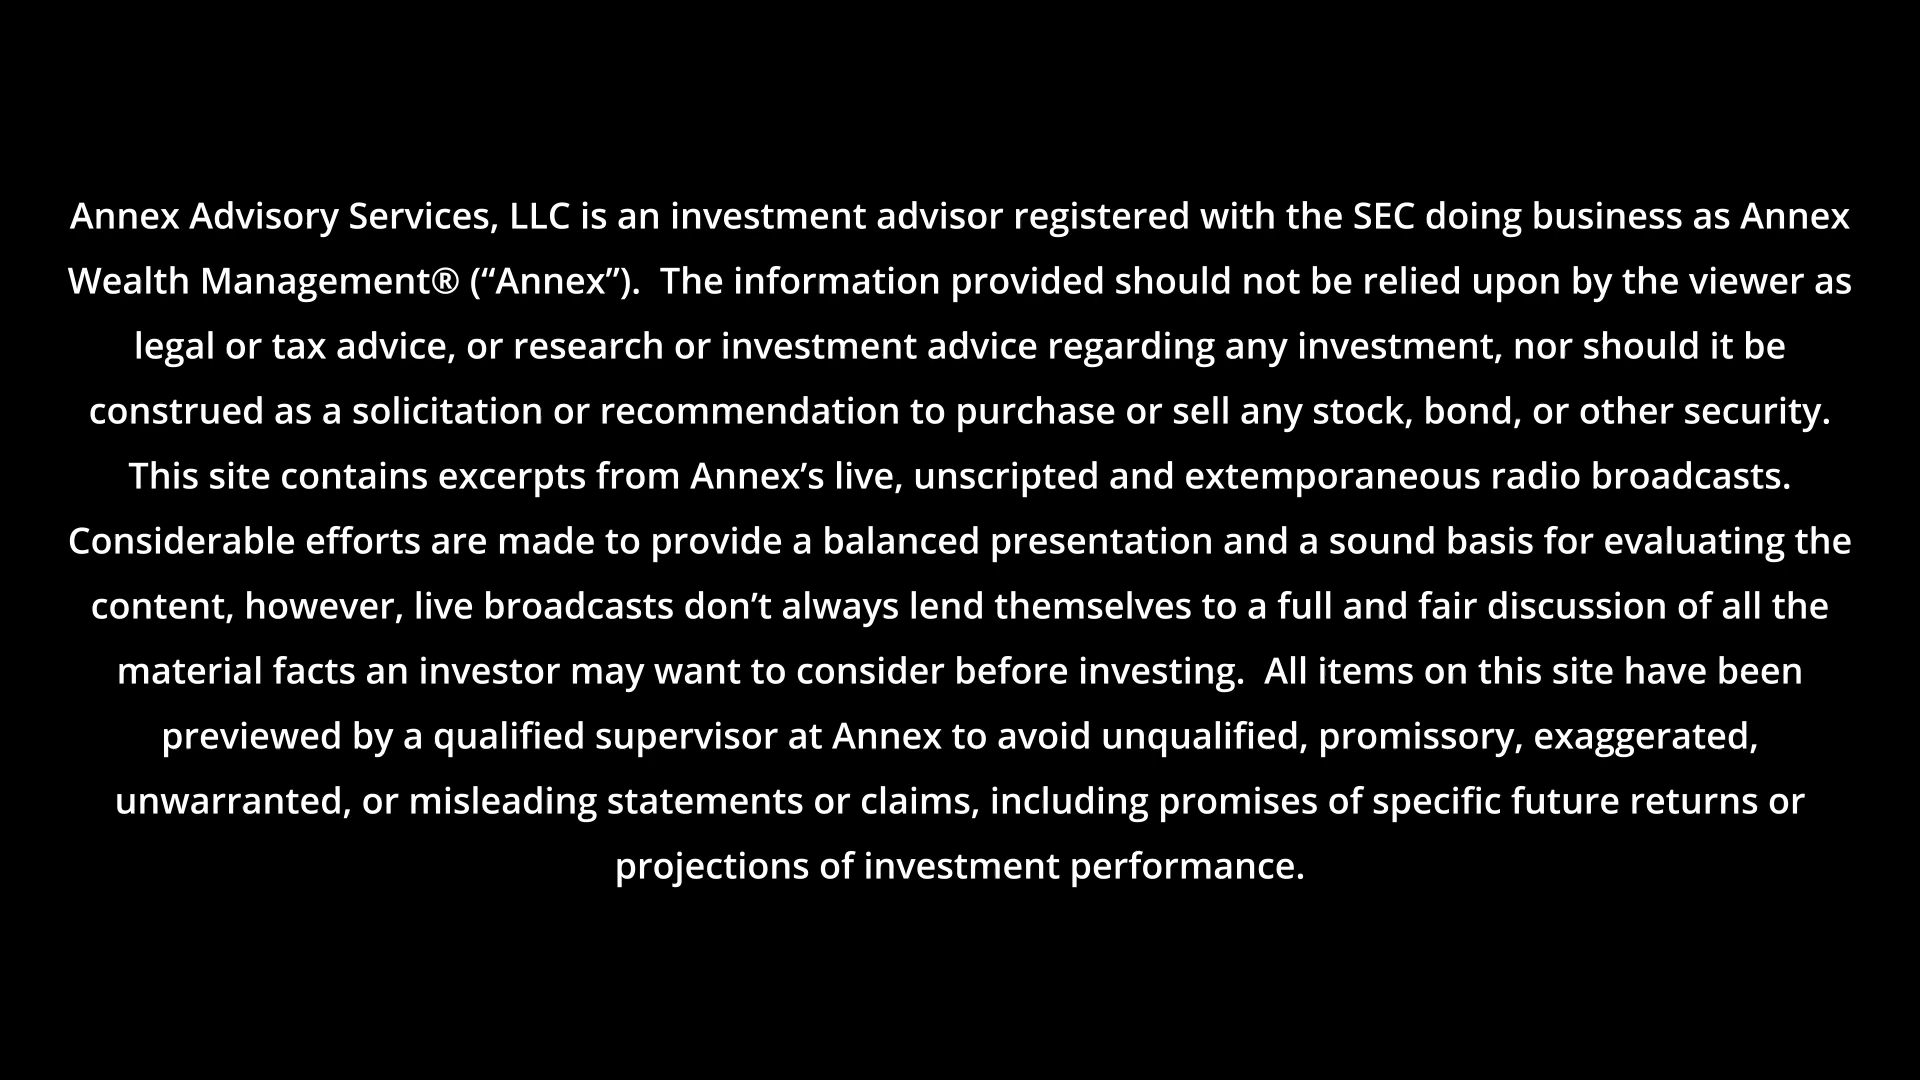 Annex Advisory Services, LLC is an investment advisor registered with the SEC doing business as Annex
Wealth Management® (“Annex”).  The information provided should not be relied upon by the viewer as
legal or tax advice, or research or investment advice regarding any investment, nor should it be
construed as a solicitation or recommendation to purchase or sell any stock, bond, or other security.
This site contains excerpts from Annex’s live, unscripted and extemporaneous radio broadcasts.
Considerable efforts are made to provide a balanced presentation and a sound basis for evaluating the
content, however, live broadcasts don’t always lend themselves to a full and fair discussion of all the
material facts an investor may want to consider before investing.  All items on this site have been
previewed by a qualified supervisor at Annex to avoid unqualified, promissory, exaggerated,
unwarranted, or misleading statements or claims, including promises of specific future returns or
projections of investment performance.